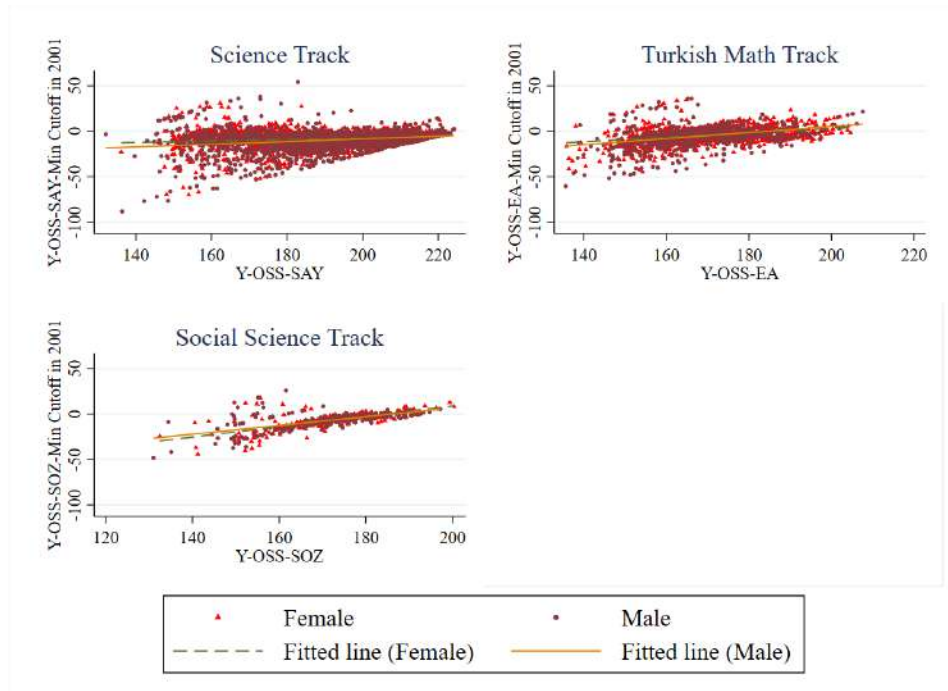 Science Track
Y-OSS-SAY-Min Cutoff in 2001
50
0
-50
-100
140
160
180
200
220
Y-OSS-SAY
Turkish Math Track
Y-OSS-EA-Min Cutoff in 2001
50
0
-50
-100
140
160
180
200
220
Y-OSS-EA
Social Science Track
Y-OSS-SOZ-Min Cutoff in 2001
50
0
-50
-100
120
140
160
180
200
Y-OSS-SOZ
Female
Male
Fitted line (Female)
Fitted line (Male)